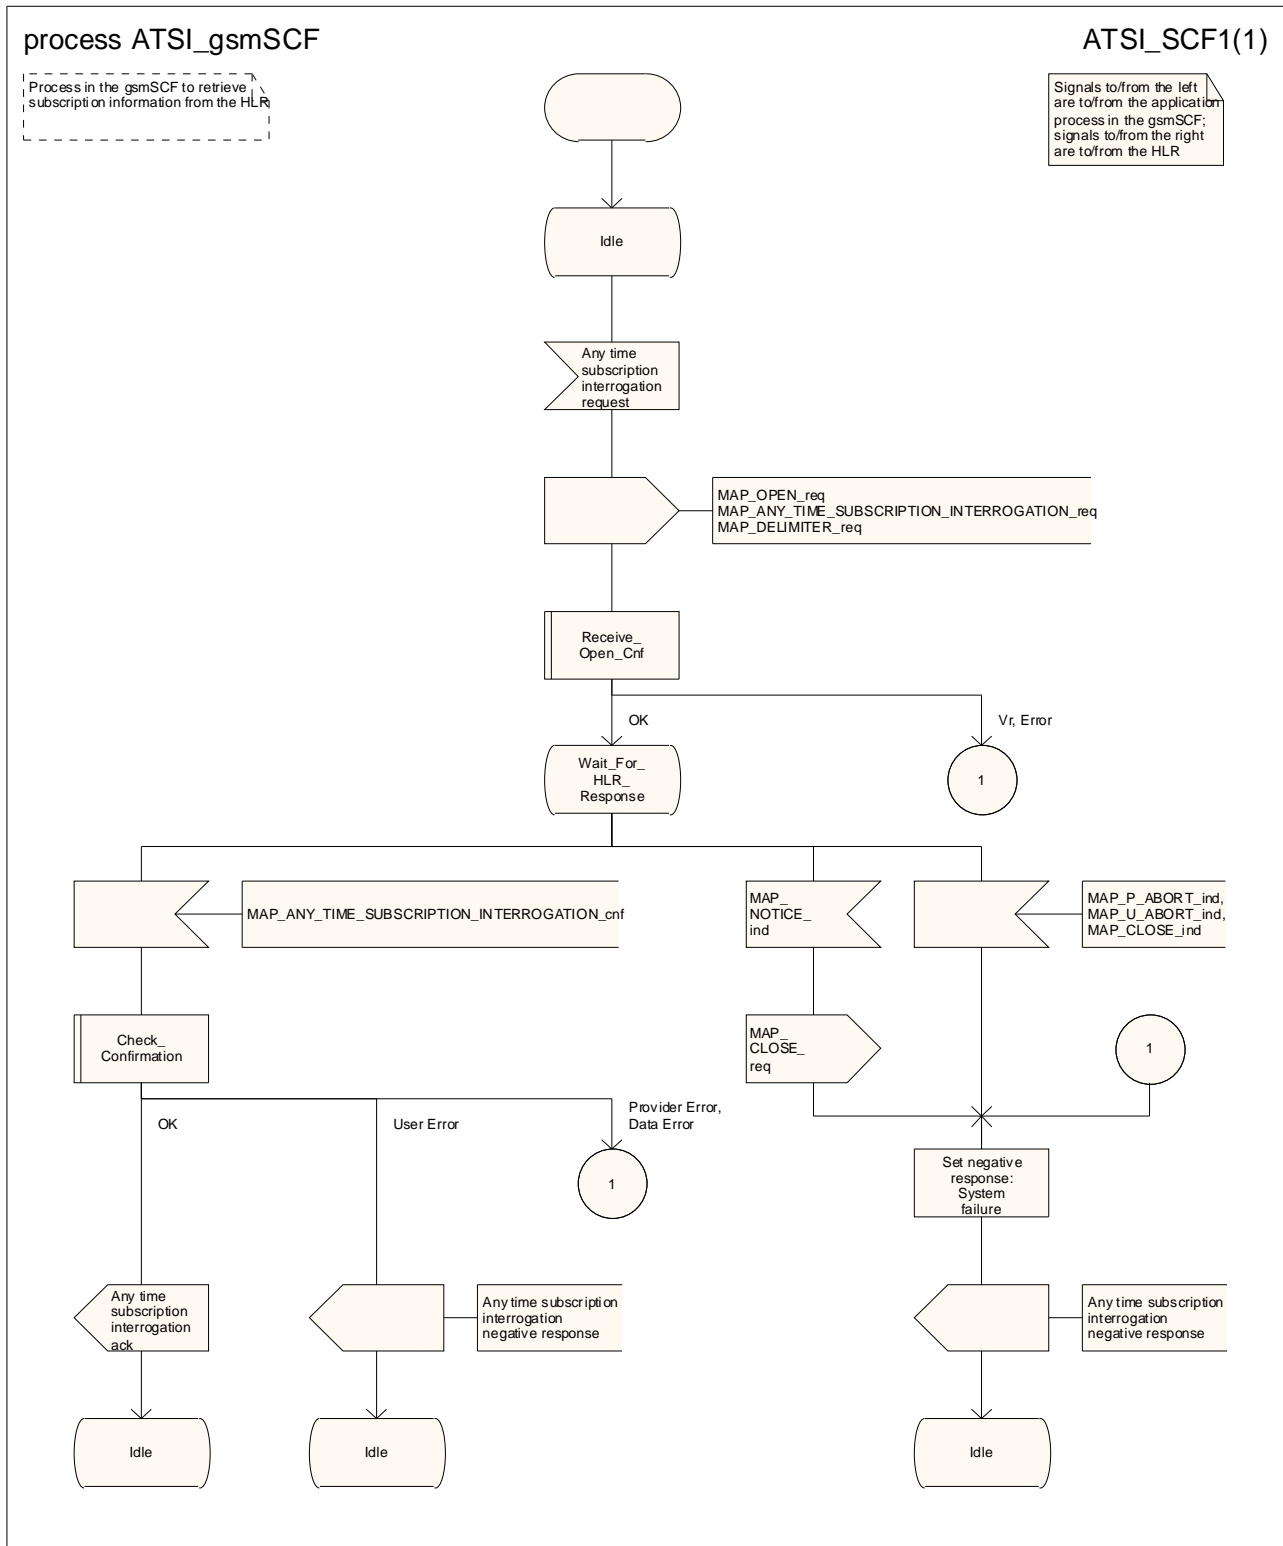 process ATSI_gsmSCF
ATSI_SCF1(1)
Process in the gsmSCF to retrieve
subscription information from the HLR
Signals to/from the left
are to/from the application
process in the gsmSCF;
signals to/from the right
are to/from the HLR
Idle
Any time
subscription
interrogation
request
MAP_OPEN_req
MAP_ANY_TIME_SUBSCRIPTION_INTERROGATION_req
MAP_DELIMITER_req
Receive_
Open_Cnf
OK
Vr, Error
Wait_For_
HLR_
Response
1
MAP_ANY_TIME_SUBSCRIPTION_INTERROGATION_cnf
MAP_
NOTICE_
ind
MAP_P_ABORT_ind,
MAP_U_ABORT_ind,
MAP_CLOSE_ind
Check_
Confirmation
MAP_
CLOSE_
req
1
OK
User Error
Provider Error,
Data Error
1
Set negative
response:
System
failure
Any time
subscription
interrogation
ack
Any time subscription
interrogation
negative response
Any time subscription
interrogation
negative response
Idle
Idle
Idle